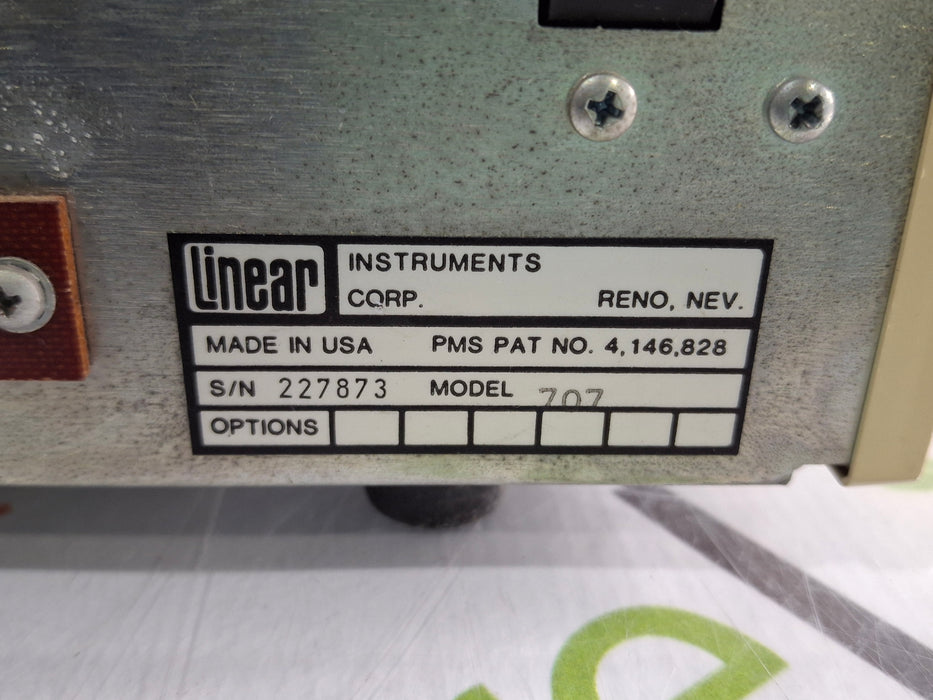 Linear
INSTRUMENTS
CORP. RENO, NEV.
MADE IN USA PMS PAT NO. 4,146,828
S/N 227873 MODEL 707
OPTIONS